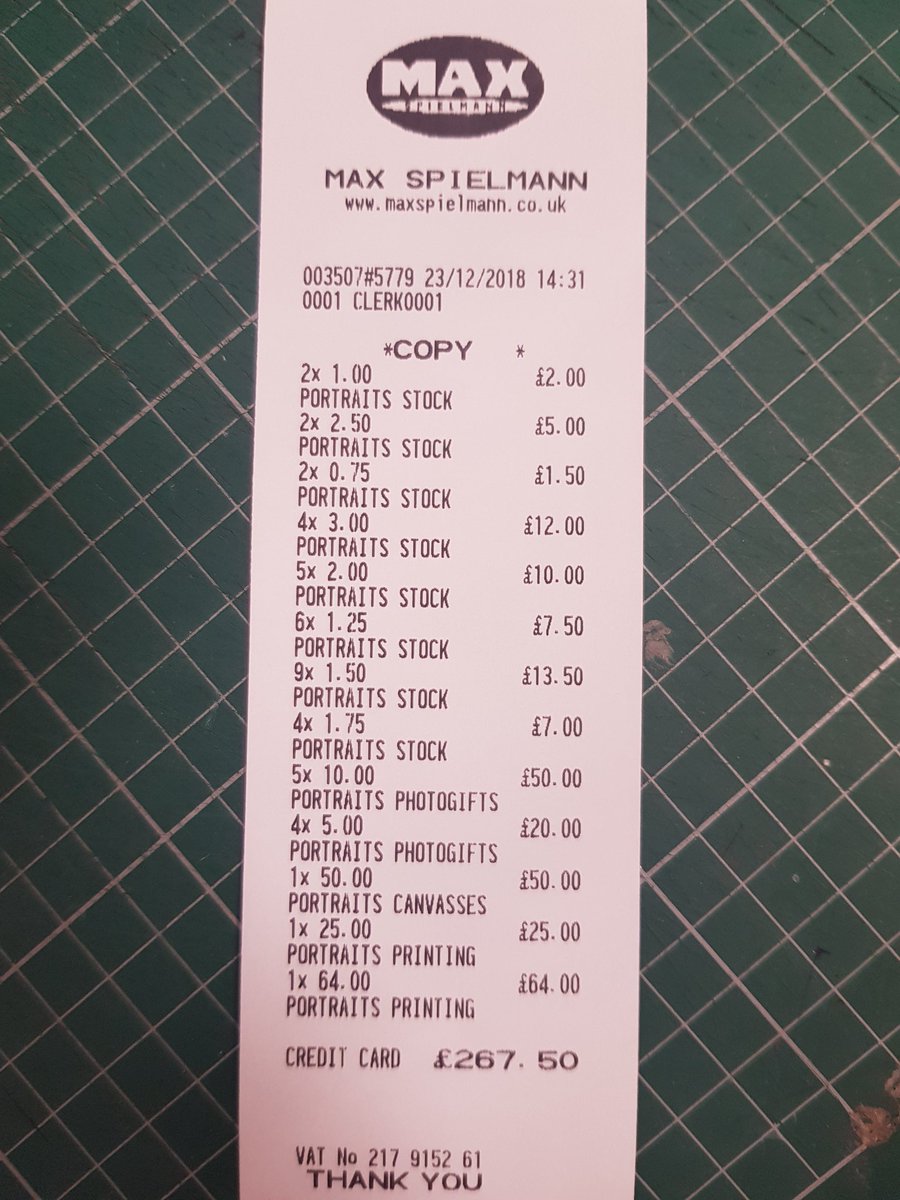 MAX
SPIELMANN
MAX SPIELMANN
www.maxspielmann.co.uk
003507#5779 23/12/2018 14:31
0001 CLERK0001
*COPY *
2x 1.00 £2.00
PORTRAITS STOCK
2x 2.50 £5.00
PORTRAITS STOCK
2x 0.75 £1.50
PORTRAITS STOCK
4x 3.00 £12.00
PORTRAITS STOCK
5x 2.00 £10.00
PORTRAITS STOCK
6x 1.25 £7.50
PORTRAITS STOCK
9x 1.50 £13.50
PORTRAITS STOCK
4x 1.75 £7.00
PORTRAITS STOCK
5x 10.00 £50.00
PORTRAITS PHOTOGIFTS
4x 5.00 £20.00
PORTRAITS PHOTOGIFTS
1x 50.00 £50.00
PORTRAITS CANVASSES
1x 25.00 £25.00
PORTRAITS PRINTING
1x 64.00 £64.00
PORTRAITS PRINTING
CREDIT CARD £267.50
VAT No 217 9152 61
THANK YOU